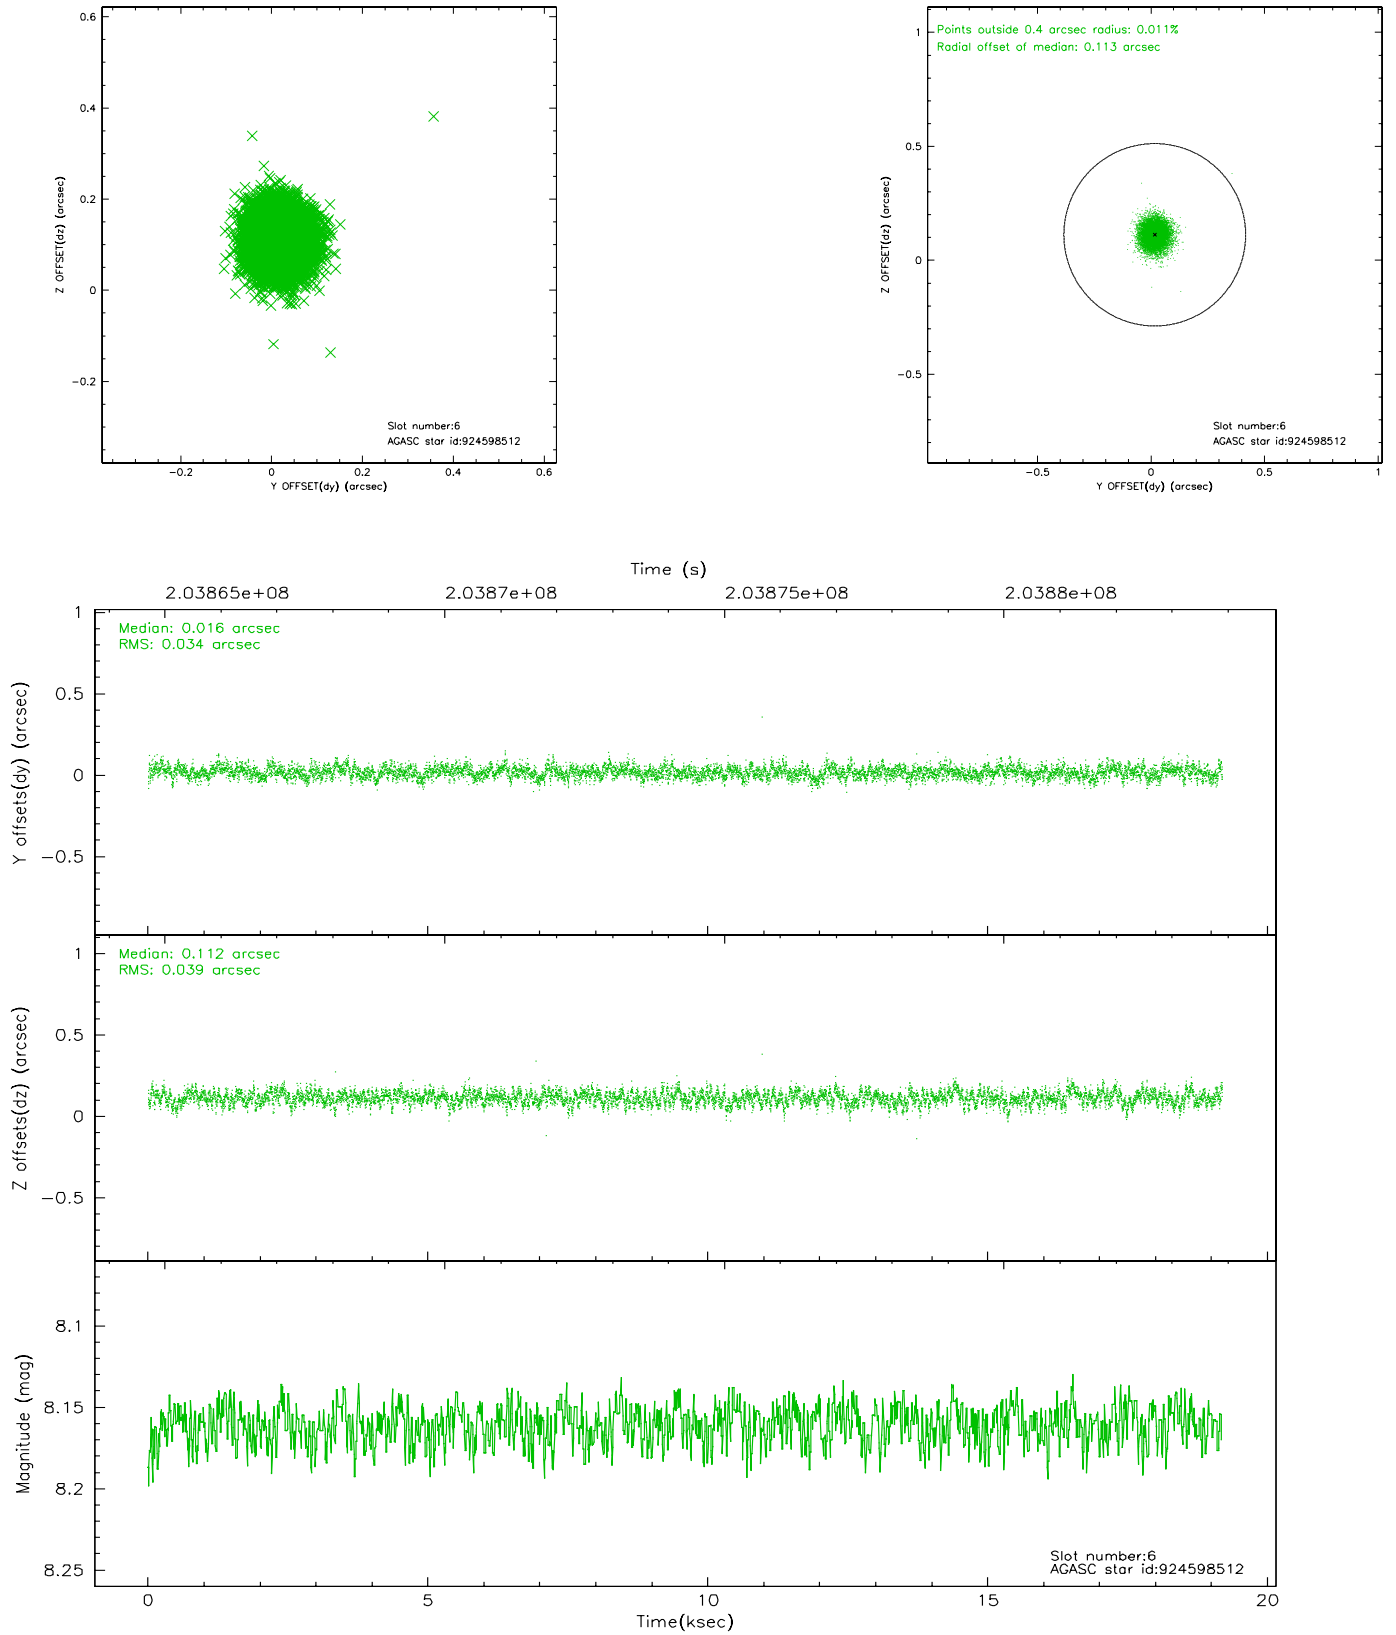 0.6
0.4
0.2
0
−0.2
Z OFFSET(dz) (arcsec)
Slot number:6
AGASC star id:924598512
−0.2 0 0.2 0.4 0.6
Y OFFSET(dy) (arcsec)
Points outside 0.4 arcsec radius: 0.011%
Radial offset of median: 0.113 arcsec
1
0.5
0
−0.5
Z OFFSET(dz) (arcsec)
Slot number:6
AGASC star id:924598512
−0.5 0 0.5 1
Y OFFSET(dy) (arcsec)
Time (s)
2.03865e+08 2.0387e+08 2.03875e+08 2.0388e+08
Median: 0.016 arcsec
RMS: 0.034 arcsec
1
0.5
0
−0.5
Y offsets(dy) (arcsec)
Median: 0.112 arcsec
RMS: 0.039 arcsec
1
0.5
0
−0.5
Z offsets(dz) (arcsec)
8.1
8.15
8.2
8.25
Magnitude (mag)
Slot number:6
AGASC star id:924598512
0 5 10 15 20
Time(ksec)